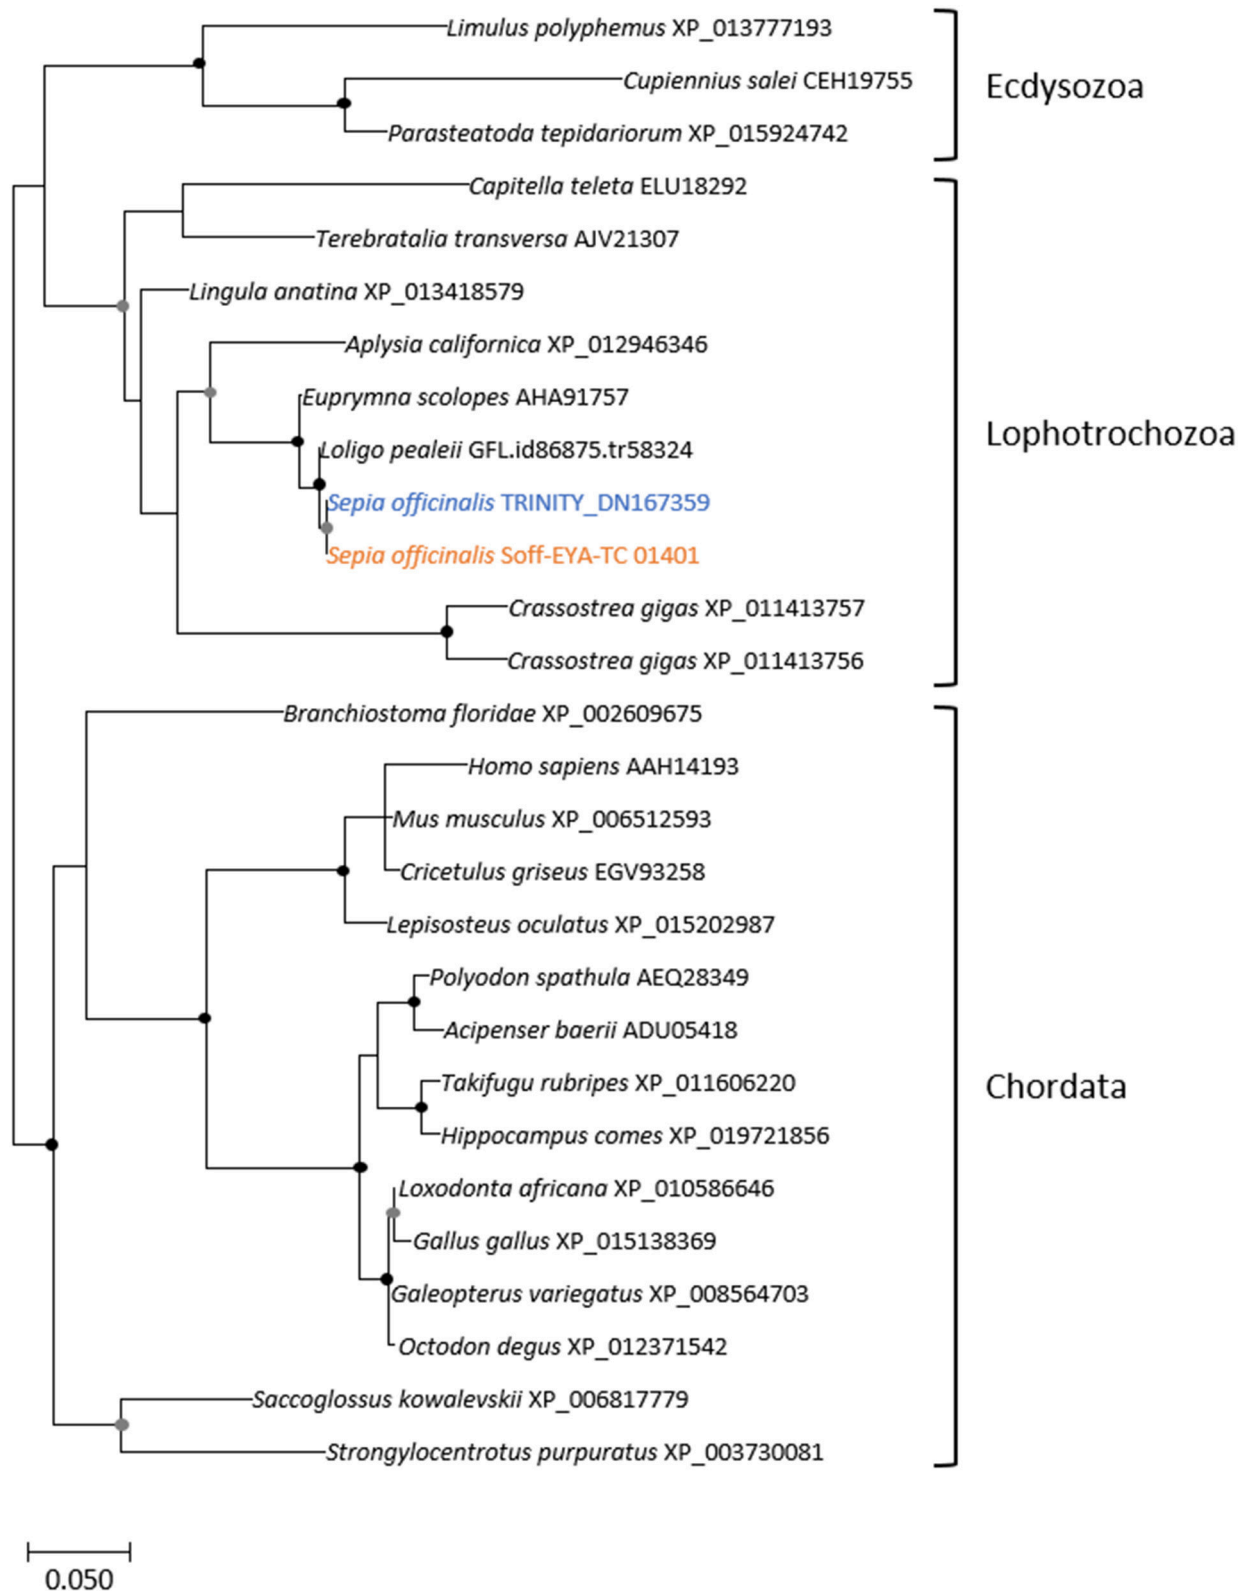 Limulus polyphemus XP_013777193
Cupiennius salei CEH19755
Ecdysozoa
Parasteatoda tepidariorum XP_015924742
Capitella teleta ELU18292
Terebratalia transversa AJV21307
Lingula anatina XP_013418579
Aplysia californica XP_012946346
Euprymna scolopes AHA91757
Lophotrochozoa
Loligo pealeii GFL.id86875.tr58324
Sepia officinalis TRINITY_DN167359
Sepia officinalis Soff-EYA-TC 01401
Crassostrea gigas XP_011413757
Crassostrea gigas XP_011413756
Branchiostoma floridae XP_002609675
Homo sapiens AAH14193
Mus musculus XP_006512593
Cricetulus griseus EGV93258
Lepisosteus oculatus XP_015202987
Polyodon spathula AEQ28349
Acipenser baerii ADU05418
Takifugu rubripes XP_011606220
Chordata
Hippocampus comes XP_019721856
Loxodonta africana XP_010586646
Gallus gallus XP_015138369
Galeopterus variegatus XP_008564703
Octodon degus XP_012371542
Saccoglossus kowalevskii XP_006817779
Strongylocentrotus purpuratus XP_003730081
0.050